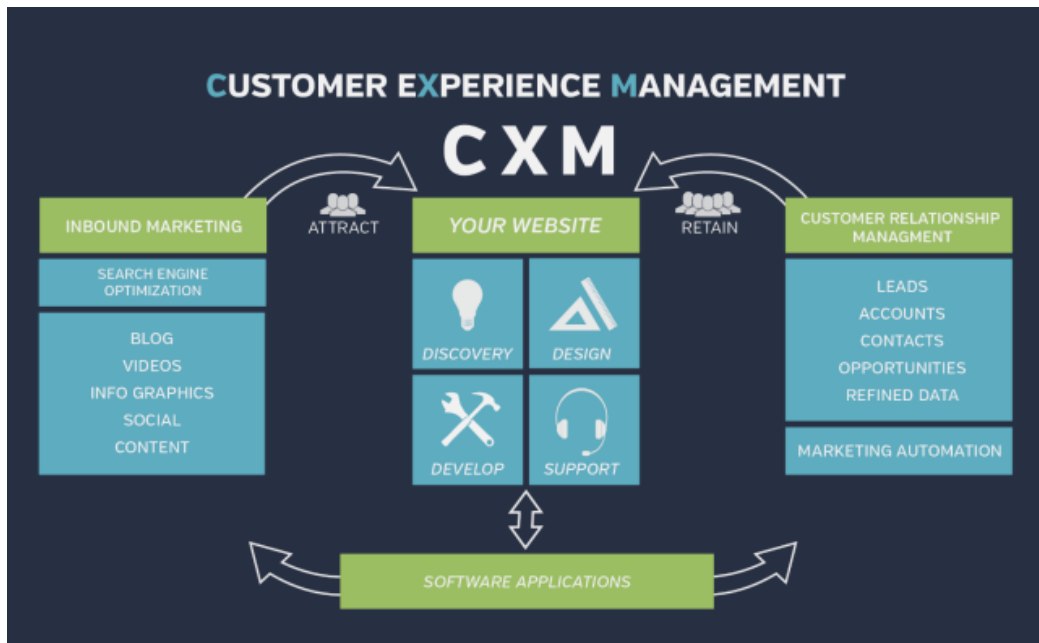 CUSTOMER EXPERIENCE MANAGEMENT
CXM
INBOUND MARKETING
SEARCH ENGINE
OPTIMIZATION
BLOG
VIDEOS
INFO GRAPHICS
SOCIAL
CONTENT
ATTRACT
YOUR WEBSITE
DISCOVERY
DESIGN
DEVELOP
SUPPORT
RETAIN
CUSTOMER RELATIONSHIP
MANAGMENT
LEADS
ACCOUNTS
CONTACTS
OPPORTUNITIES
REFINED DATA
MARKETING AUTOMATION
SOFTWARE APPLICATIONS